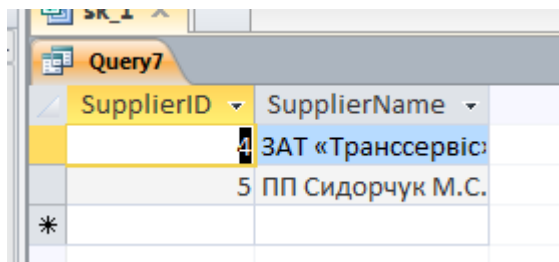 sk_1
Query7
SupplierID SupplierName
4 ЗАТ «Транссервіс»
5 ПП Сидорчук М.С.